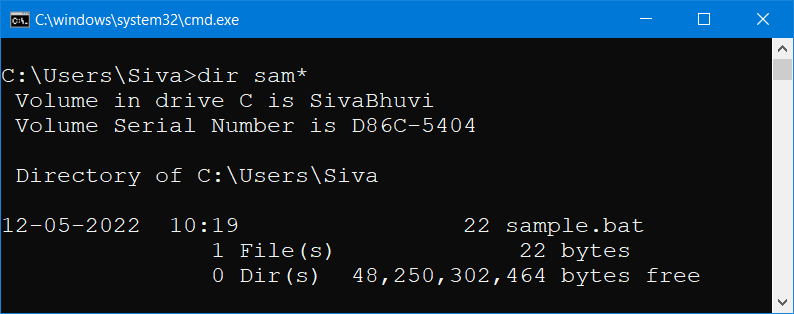 C:\windows\system32\cmd.exe
C:\Users\Siva>dir sam*
Volume in drive C is SivaBhuvi
Volume Serial Number is D86C-5404
Directory of C:\Users\Siva
12-05-2022  10:19                22 sample.bat
1 File(s)             22 bytes
0 Dir(s)  48,250,302,464 bytes free